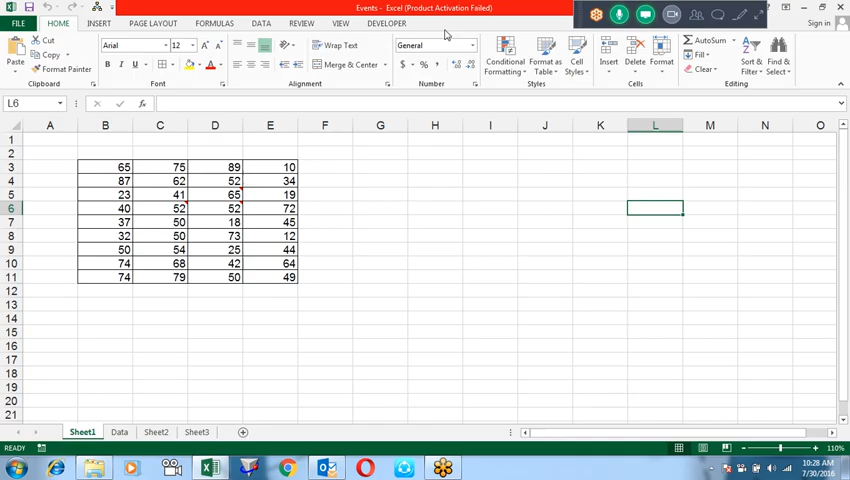 Events - Excel (Product Activation Failed)
Sign in
FILE HOME INSERT PAGE LAYOUT FORMULAS DATA REVIEW VIEW DEVELOPER
Paste
Cut
Copy
Format Painter
Clipboard
Arial 12
B I U
Font
Wrap Text
Merge & Center
Alignment
General
$ % ,
Number
Conditional Formatting
Format as Table
Cell Styles
Styles
Insert Delete Format
Cells
AutoSum
Fill
Clear
Sort & Filter
Find & Select
Editing
L6 fx
A B C D E F G H I J K L M N O
1
2
3 65 75 89 10
4 87 62 52 34
5 23 41 65 19
6 40 52 52 72
7 37 50 18 45
8 32 50 73 12
9 50 54 25 44
10 74 68 42 64
11 74 79 50 49
12
13
14
15
16
17
18
19
20
21
Sheet1 Data Sheet2 Sheet3
READY
110%
10:28 AM
7/30/2016